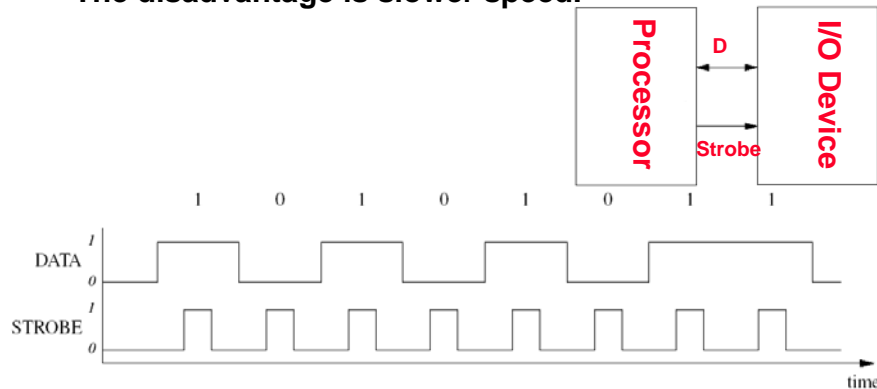 The disadvantage is slower speed.
Processor
D
Strobe
I/O Device
1 0 1 0 1 0 1 1
DATA
1
0
STROBE
1
0
time